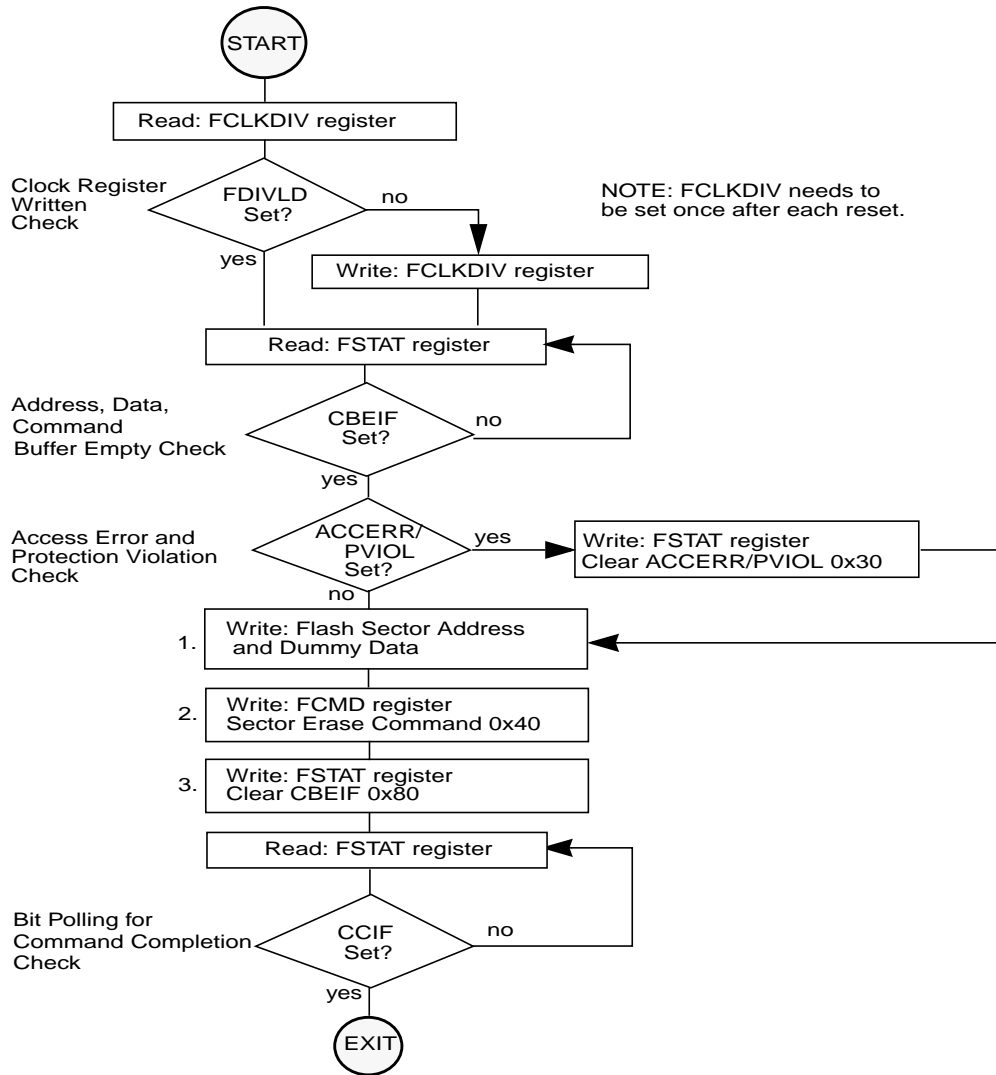 START
Read: FCLKDIV register
Clock Register
Written
Check
FDIVLD
Set?
no
yes
NOTE: FCLKDIV needs to
be set once after each reset.
Write: FCLKDIV register
Read: FSTAT register
Address, Data,
Command
Buffer Empty Check
CBEIF
Set?
no
yes
Access Error and
Protection Violation
Check
ACCERR/
PVIOL
Set?
yes
no
Write: FSTAT register
Clear ACCERR/PVIOL 0x30
1.
Write: Flash Sector Address
and Dummy Data
2.
Write: FCMD register
Sector Erase Command 0x40
3.
Write: FSTAT register
Clear CBEIF 0x80
Read: FSTAT register
Bit Polling for
Command Completion
Check
CCIF
Set?
no
yes
EXIT